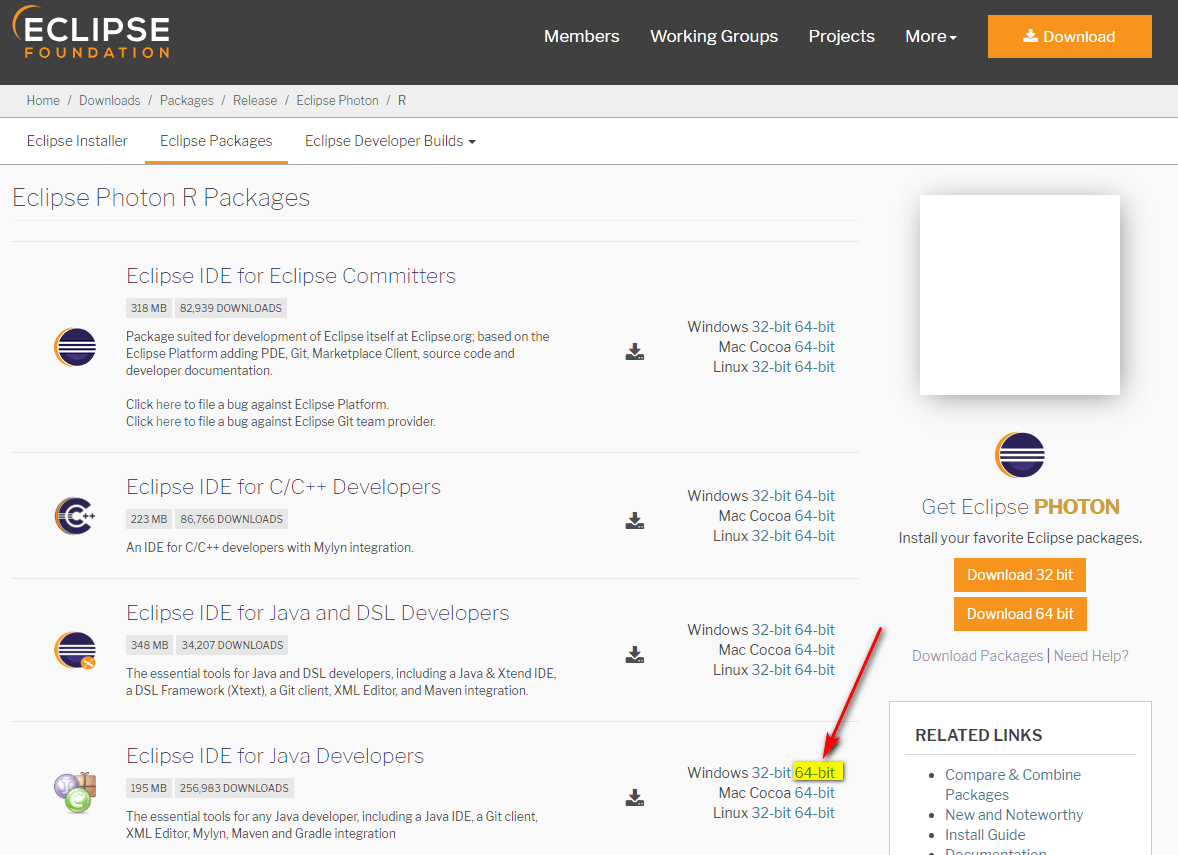 ECLIPSE
FOUNDATION
Members Working Groups Projects More Download
Home / Downloads / Packages / Release / Eclipse Photon / R
Eclipse Installer Eclipse Packages Eclipse Developer Builds
Eclipse Photon R Packages
Eclipse IDE for Eclipse Committers
318 MB 82,939 DOWNLOADS
Package suited for development of Eclipse itself at Eclipse.org; based on the
Eclipse Platform adding PDE, Git, Marketplace Client, source code and
developer documentation.
Click here to file a bug against Eclipse Platform.
Click here to file a bug against Eclipse Git team provider.
Windows 32-bit 64-bit
Mac Cocoa 64-bit
Linux 32-bit 64-bit
Eclipse IDE for C/C++ Developers
223 MB 86,766 DOWNLOADS
An IDE for C/C++ developers with Mylyn integration.
Windows 32-bit 64-bit
Mac Cocoa 64-bit
Linux 32-bit 64-bit
Eclipse IDE for Java and DSL Developers
348 MB 34,207 DOWNLOADS
The essential tools for Java and DSL developers, including a Java & Xtend IDE,
a DSL Framework (Xtext), a Git client, XML Editor, and Maven integration.
Windows 32-bit 64-bit
Mac Cocoa 64-bit
Linux 32-bit 64-bit
Eclipse IDE for Java Developers
195 MB 256,983 DOWNLOADS
The essential tools for any Java developer, including a Java IDE, a Git client,
XML Editor, Mylyn, Maven and Gradle integration
Windows 32-bit 64-bit
Mac Cocoa 64-bit
Linux 32-bit 64-bit
Get Eclipse PHOTON
Install your favorite Eclipse packages.
Download 32 bit
Download 64 bit
Download Packages | Need Help?
RELATED LINKS
Compare & Combine
Packages
New and Noteworthy
Install Guide
Documentation